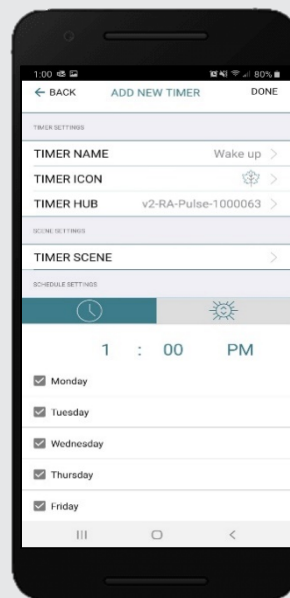 1:00 80%
← BACK ADD NEW TIMER DONE
TIMER SETTINGS
TIMER NAME Wake up >
TIMER ICON >
TIMER HUB v2-RA-Pulse-1000063 >
SCENE SETTINGS
TIMER SCENE >
SCHEDULE SETTINGS
1 : 00 PM
Monday
Tuesday
Wednesday
Thursday
Friday